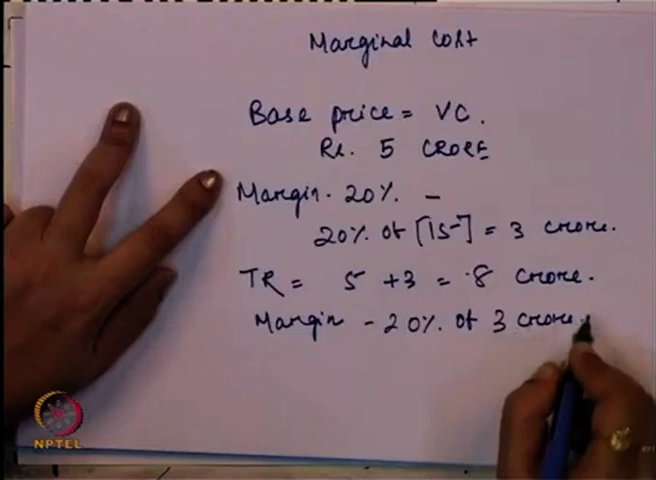 Marginal Cost
Base price = VC.
Rs. 5 CRORE
Margin - 20% -
20% of [15] = 3 crore.
TR = 5 + 3 = 8 crore.
Margin - 20% of 3 crore.
NPTEL